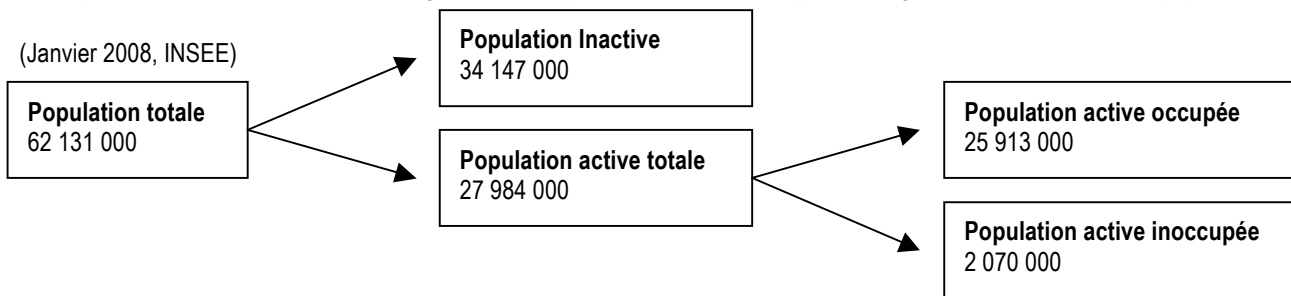 (Janvier 2008, INSEE)
Population totale
62 131 000
Population Inactive
34 147 000
Population active totale
27 984 000
Population active occupée
25 913 000
Population active inoccupée
2 070 000